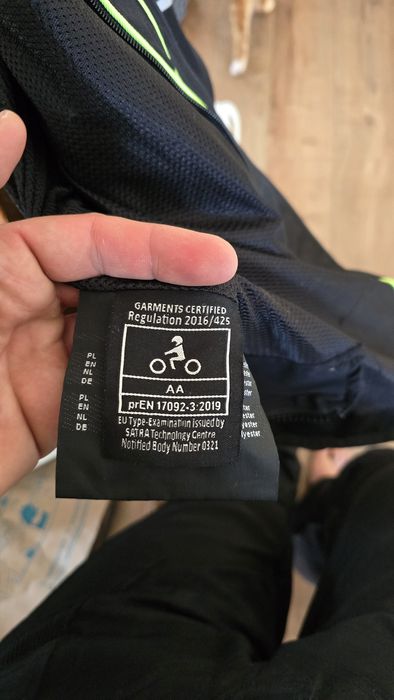 GARMENTS CERTIFIED
Regulation 2016/425
AA
prEN 17092-3:2019
EU Type-Examination issued by
SATRA Technology Centre
Notified Body Number 0321
PL
EN
NL
DE
PL
EN
NL
DE